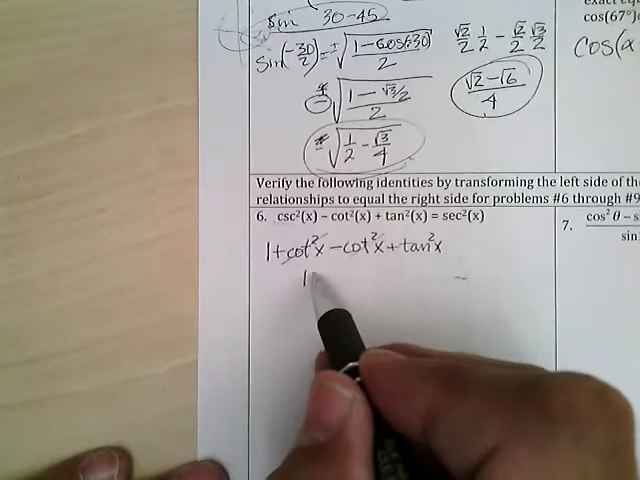 exact
cos(67°)
cos(α
sin 30-45
sin(-30/2) = ±√((1-cos(-30))/2)
√2/2 1/2 - √2/2 √3/2
(√2-√6)/4
-√((1-√3/2)/2)
√(1/2-√3/4)
Verify the following identities by transforming the left side of the
relationships to equal the right side for problems #6 through #9
6. csc²(x) – cot²(x) + tan²(x) = sec²(x)
7. cos² θ – s
sin
1+cot²x -cot²x+tan²x
1